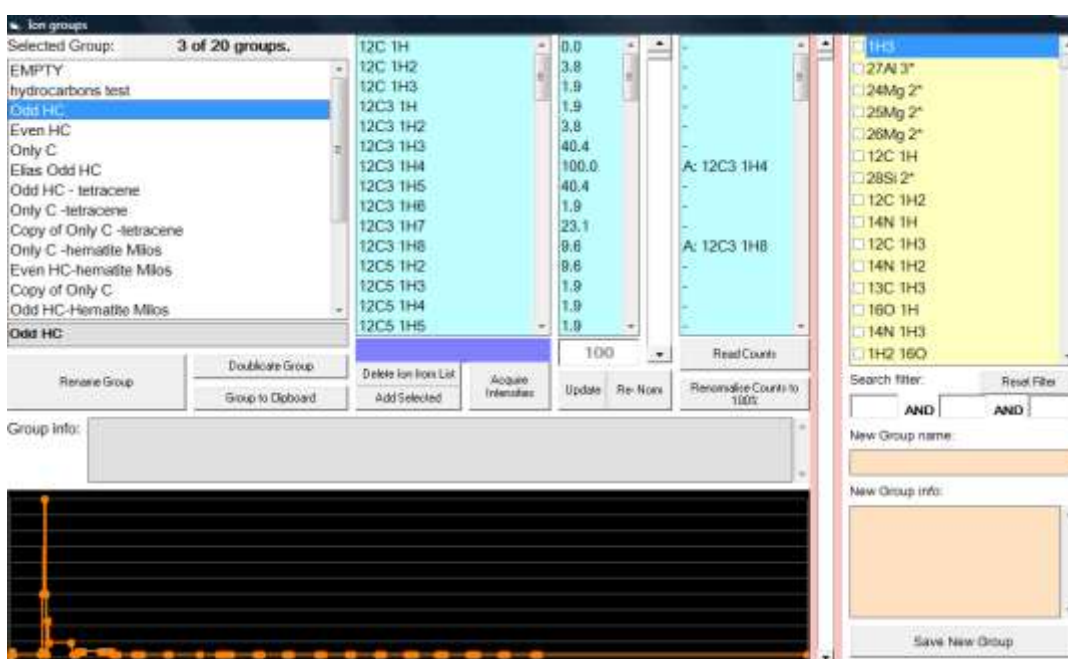 Ion groups
Selected Group: 3 of 20 groups.
EMPTY
hydrocarbons test
Odd HC
Even HC
Only C
Elias Odd HC
Odd HC - tetracene
Only C -tetracene
Copy of Only C -tetracene
Only C -hematite Milos
Even HC-hematite Milos
Copy of Only C
Odd HC-Hematite Milos
Odd HC
Rename Group
Doublicate Group
Group to Clipboard
12C 1H
12C 1H2
12C 1H3
12C3 1H
12C3 1H2
12C3 1H3
12C3 1H4
12C3 1H5
12C3 1H6
12C3 1H7
12C3 1H8
12C5 1H2
12C5 1H3
12C5 1H4
12C5 1H5
Delete Ion from List
Add Selected
Acquire
Intensities
0.0
3.8
1.9
1.9
3.8
40.4
100.0
40.4
1.9
23.1
9.6
9.6
1.9
1.9
1.9
100
Update
Re- Norm
-
-
-
-
-
-
A: 12C3 1H4
-
-
-
A: 12C3 1H8
-
-
-
-
Read Counts
Renormalise Counts to
100%
1H3
27Al 3*
24Mg 2*
25Mg 2*
26Mg 2*
12C 1H
28Si 2*
12C 1H2
14N 1H
12C 1H3
14N 1H2
13C 1H3
16O 1H
14N 1H3
1H2 16O
Search filter:
Reset Filter
AND AND
New Group name:
New Group info:
Save New Group
Group info: